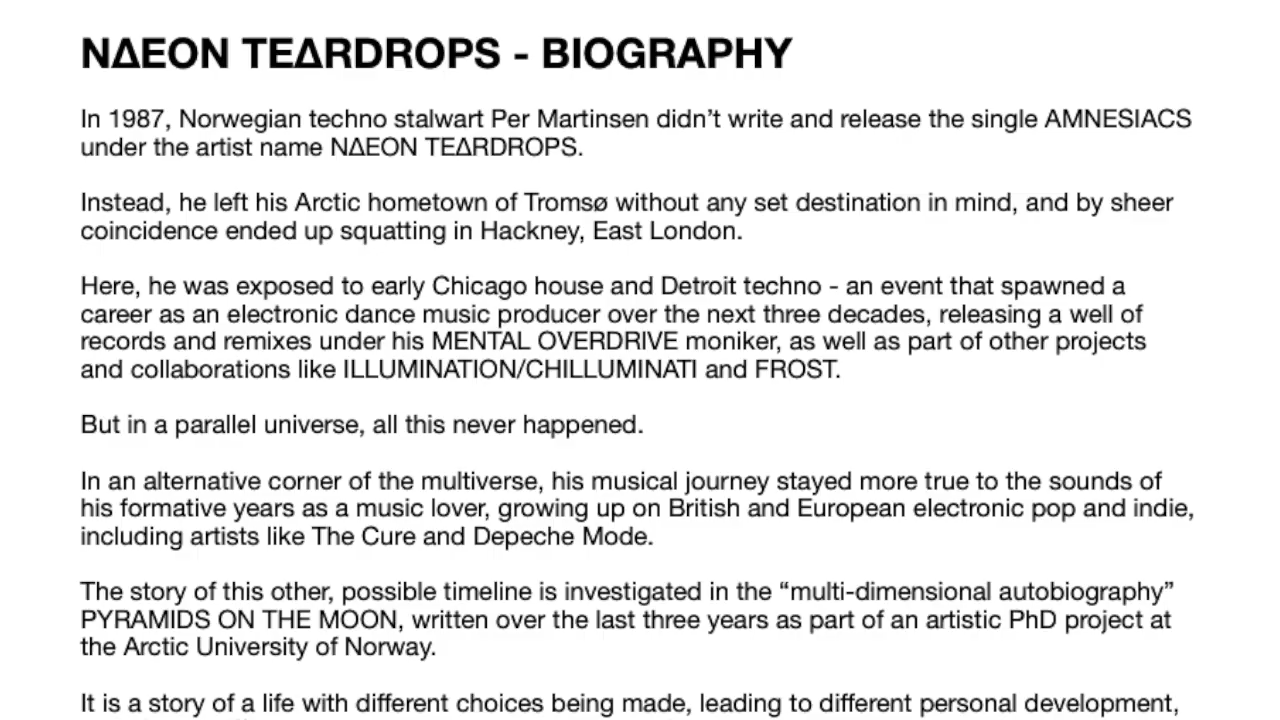 NΔEON TEΔRDROPS - BIOGRAPHY
In 1987, Norwegian techno stalwart Per Martinsen didn’t write and release the single AMNESIACS
under the artist name NΔEON TEΔRDROPS.
Instead, he left his Arctic hometown of Tromsø without any set destination in mind, and by sheer
coincidence ended up squatting in Hackney, East London.
Here, he was exposed to early Chicago house and Detroit techno - an event that spawned a
career as an electronic dance music producer over the next three decades, releasing a well of
records and remixes under his MENTAL OVERDRIVE moniker, as well as part of other projects
and collaborations like ILLUMINATION/CHILLUMINATI and FROST.
But in a parallel universe, all this never happened.
In an alternative corner of the multiverse, his musical journey stayed more true to the sounds of
his formative years as a music lover, growing up on British and European electronic pop and indie,
including artists like The Cure and Depeche Mode.
The story of this other, possible timeline is investigated in the “multi-dimensional autobiography”
PYRAMIDS ON THE MOON, written over the last three years as part of an artistic PhD project at
the Arctic University of Norway.
It is a story of a life with different choices being made, leading to different personal development,